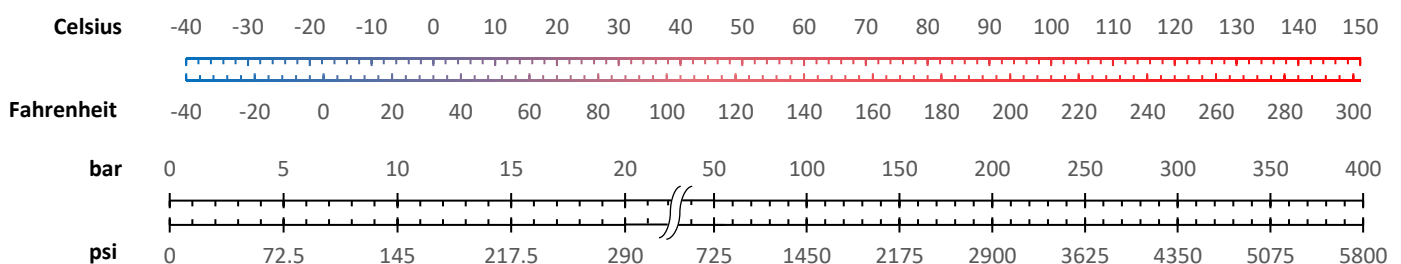 Celsius -40 -30 -20 -10 0 10 20 30 40 50 60 70 80 90 100 110 120 130 140 150
Fahrenheit -40 -20 0 20 40 60 80 100 120 140 160 180 200 220 240 260 280 300
bar 0 5 10 15 20 50 100 150 200 250 300 350 400
psi 0 72.5 145 217.5 290 725 1450 2175 2900 3625 4350 5075 5800